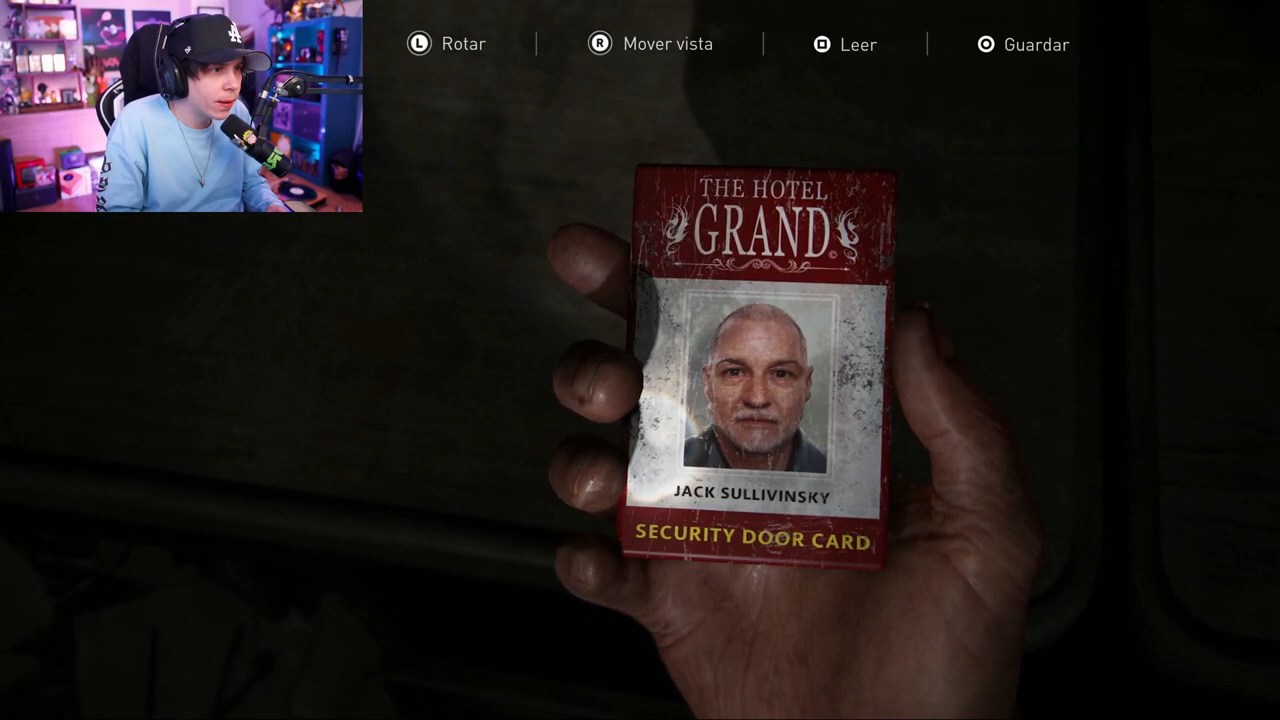 L Rotar
R Mover vista
Leer
Guardar
THE HOTEL
GRAND©
JACK SULLIVINSKY
SECURITY DOOR CARD